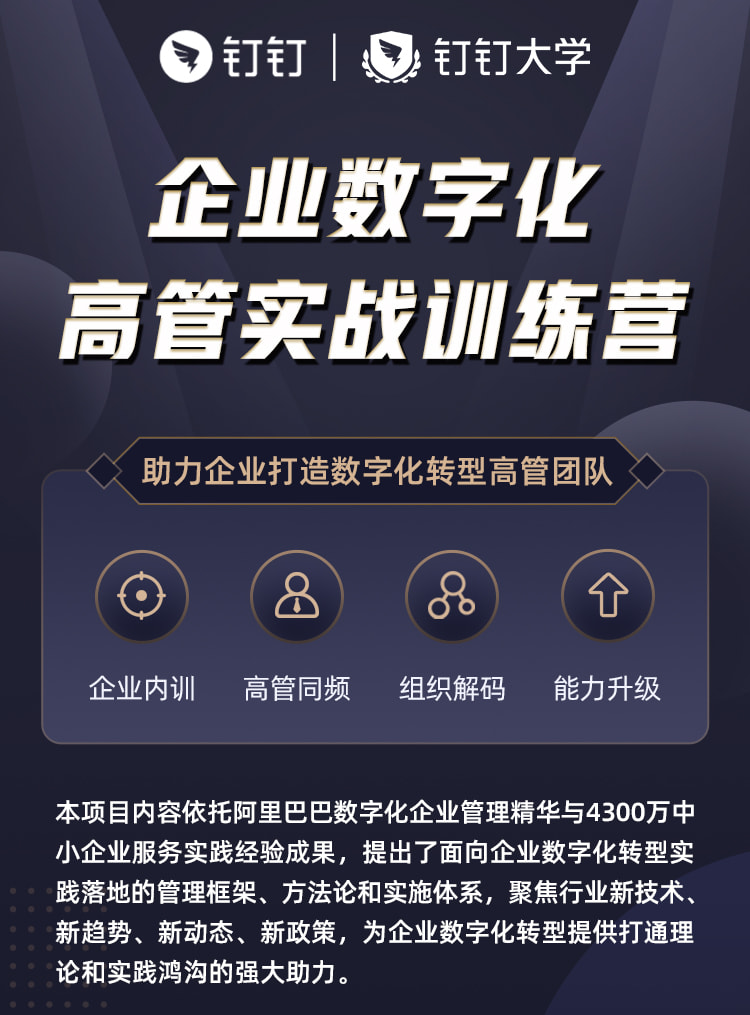 钉钉 | 钉钉大学
企业数字化
高管实战训练营
助力企业打造数字化转型高管团队
企业内训 高管同频 组织解码 能力升级
本项目内容依托阿里巴巴数字化企业管理精华与4300万中
小企业服务实践经验成果，提出了面向企业数字化转型实
践落地的管理框架、方法论和实施体系，聚焦行业新技术、
新趋势、新动态、新政策，为企业数字化转型提供打通理
论和实践鸿沟的强大助力。